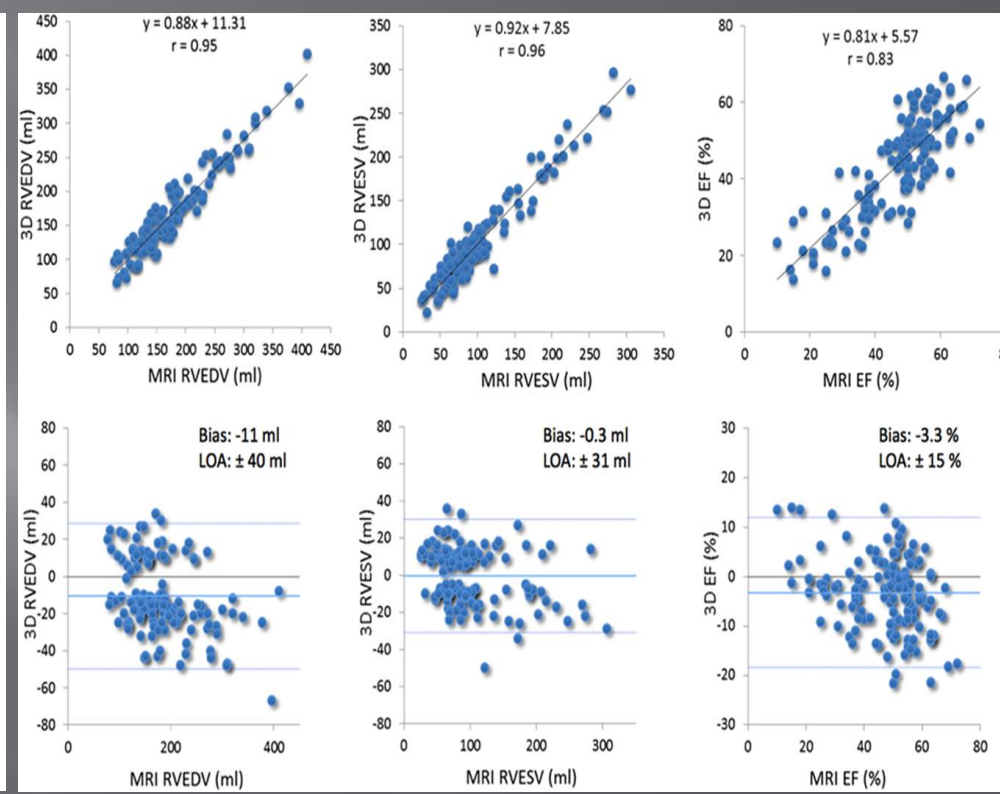 y = 0.88x + 11.31
r = 0.95
450
400
350
300
250
200
150
100
50
0
3D RVEDV (ml)
0 50 100 150 200 250 300 350 400 450
MRI RVEDV (ml)
y = 0.92x + 7.85
r = 0.96
350
300
250
200
150
100
50
0
3D RVESV (ml)
0 50 100 150 200 250 300 350
MRI RVESV (ml)
y = 0.81x + 5.57
r = 0.83
80
60
40
20
0
3D EF (%)
0 20 40 60
MRI EF (%)
Bias: -11 ml
LOA: ± 40 ml
80
60
40
20
0
-20
-40
-60
-80
3D RVEDV (ml)
0 200 400
MRI RVEDV (ml)
Bias: -0.3 ml
LOA: ± 31 ml
80
60
40
20
0
-20
-40
-60
-80
3D RVESV (ml)
0 100 200 300
MRI RVESV (ml)
Bias: -3.3 %
LOA: ± 15 %
30
20
10
0
-10
-20
-30
3D EF (%)
0 20 40 60 80
MRI EF (%)